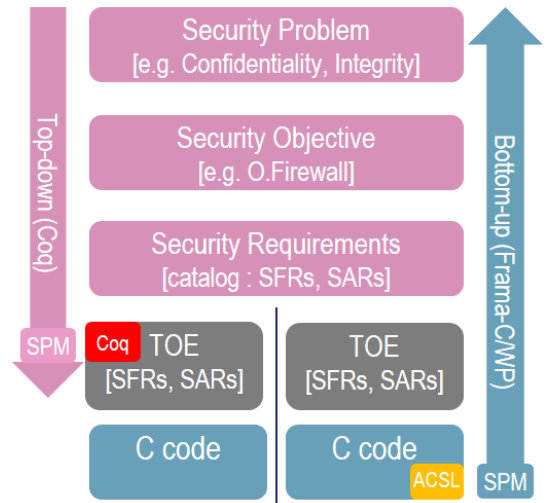 Security Problem
[e.g. Confidentiality, Integrity]
Security Objective
[e.g. O.Firewall]
Security Requirements
[catalog : SFRs, SARs]
Top-down (Coq)
SPM
Coq
TOE
[SFRs, SARs]
C code
TOE
[SFRs, SARs]
C code
ACSL
Bottom-up (Frama-C/WP)
SPM